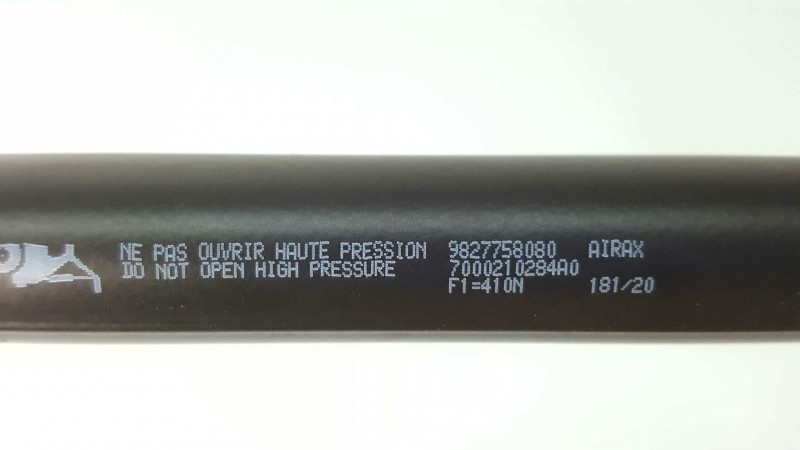 NE PAS OUVRIR HAUTE PRESSION 9827758080 AIRAX
DO NOT OPEN HIGH PRESSURE 7000210284A0
F1=410N 181/20